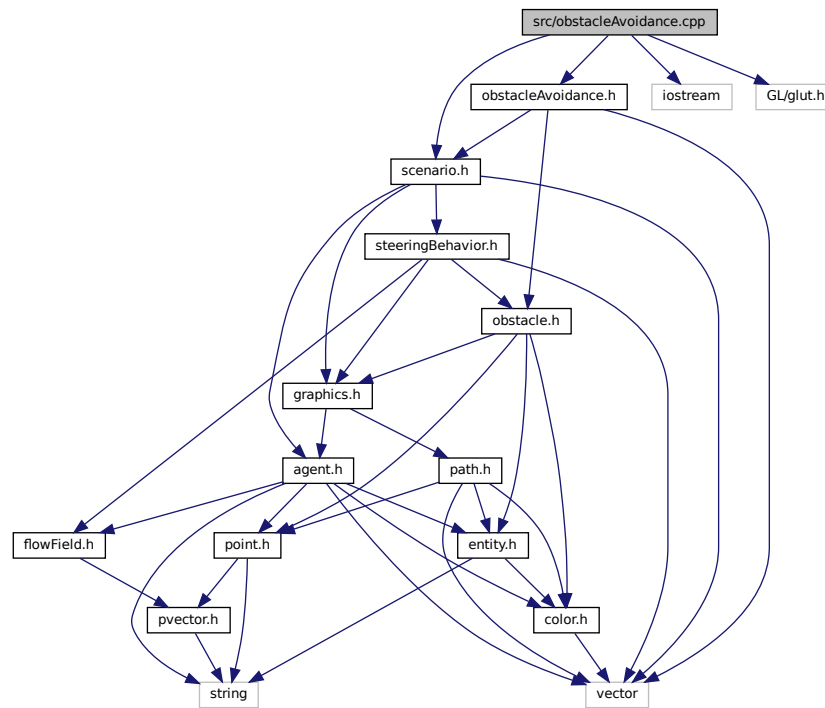 src/obstacleAvoidance.cpp
obstacleAvoidance.h
iostream
GL/glut.h
scenario.h
steeringBehavior.h
obstacle.h
graphics.h
agent.h
path.h
flowField.h
point.h
entity.h
pvector.h
color.h
string
vector